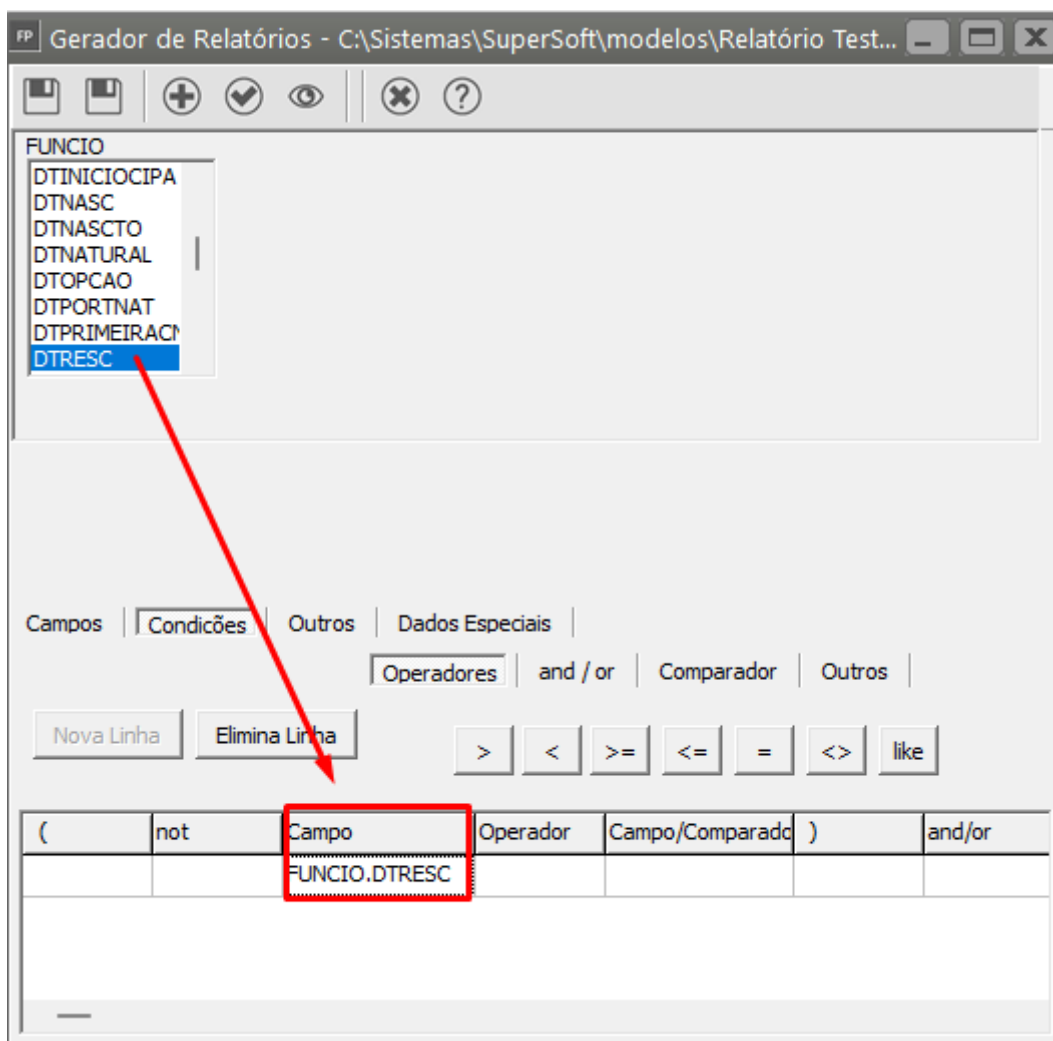 FP Gerador de Relatórios - C:\Sistemas\SuperSoft\modelos\Relatório Test...
FUNCIO
DTINICIOCIPA
DTNASC
DTNASCTO
DTNATURAL
DTOPCAO
DTPORTNAT
DTPRIMEIRACN
DTRESC
Campos Condicões Outros Dados Especiais
Operadores and / or Comparador Outros
Nova Linha Elimina Linha > < >= <= = <> like
( not Campo Operador Campo/Comparado ) and/or
FUNCIO.DTRESC